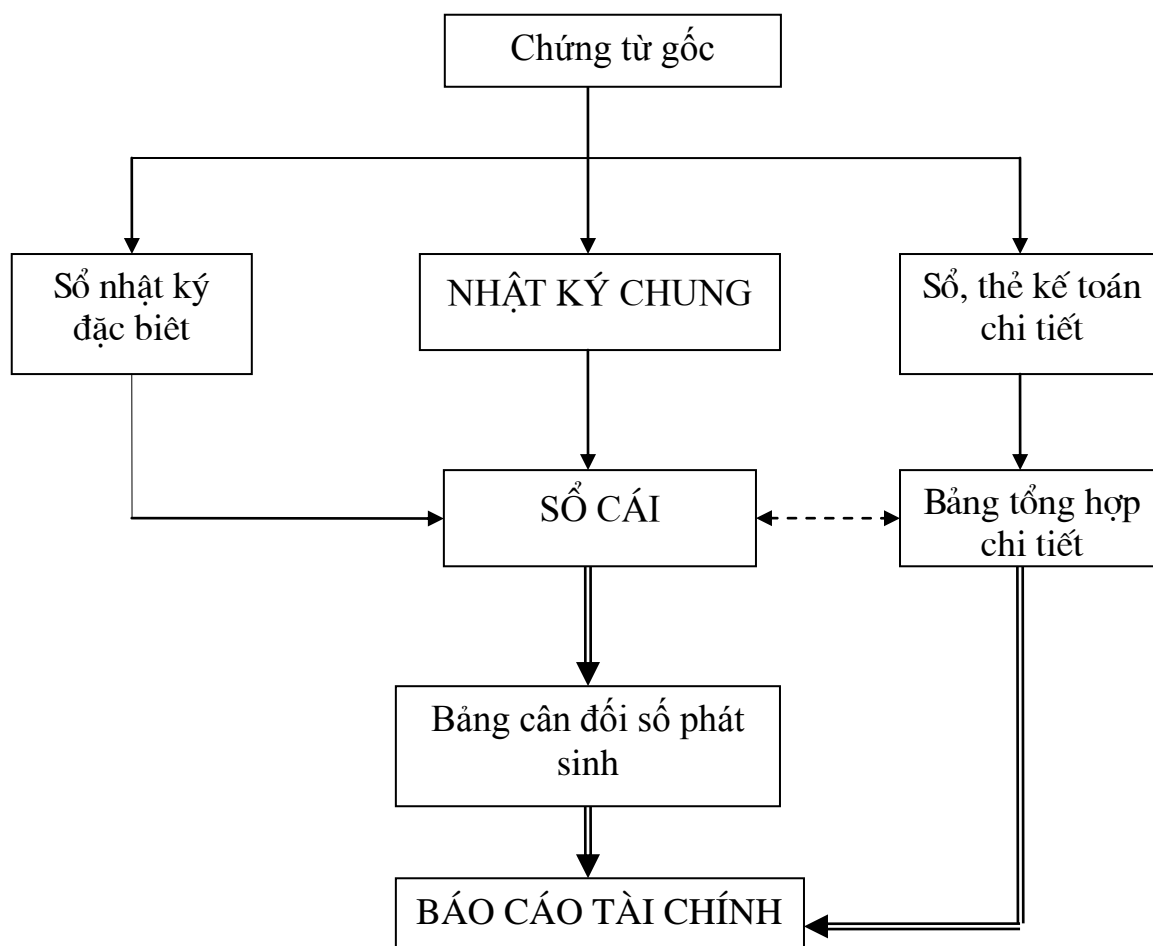 Chứng từ gốc
Sổ nhật ký
đặc biêt
NHẬT KÝ CHUNG
Sổ, thẻ kế toán
chi tiết
SỔ CÁI
Bảng tổng hợp
chi tiết
Bảng cân đối số phát
sinh
BÁO CÁO TÀI CHÍNH